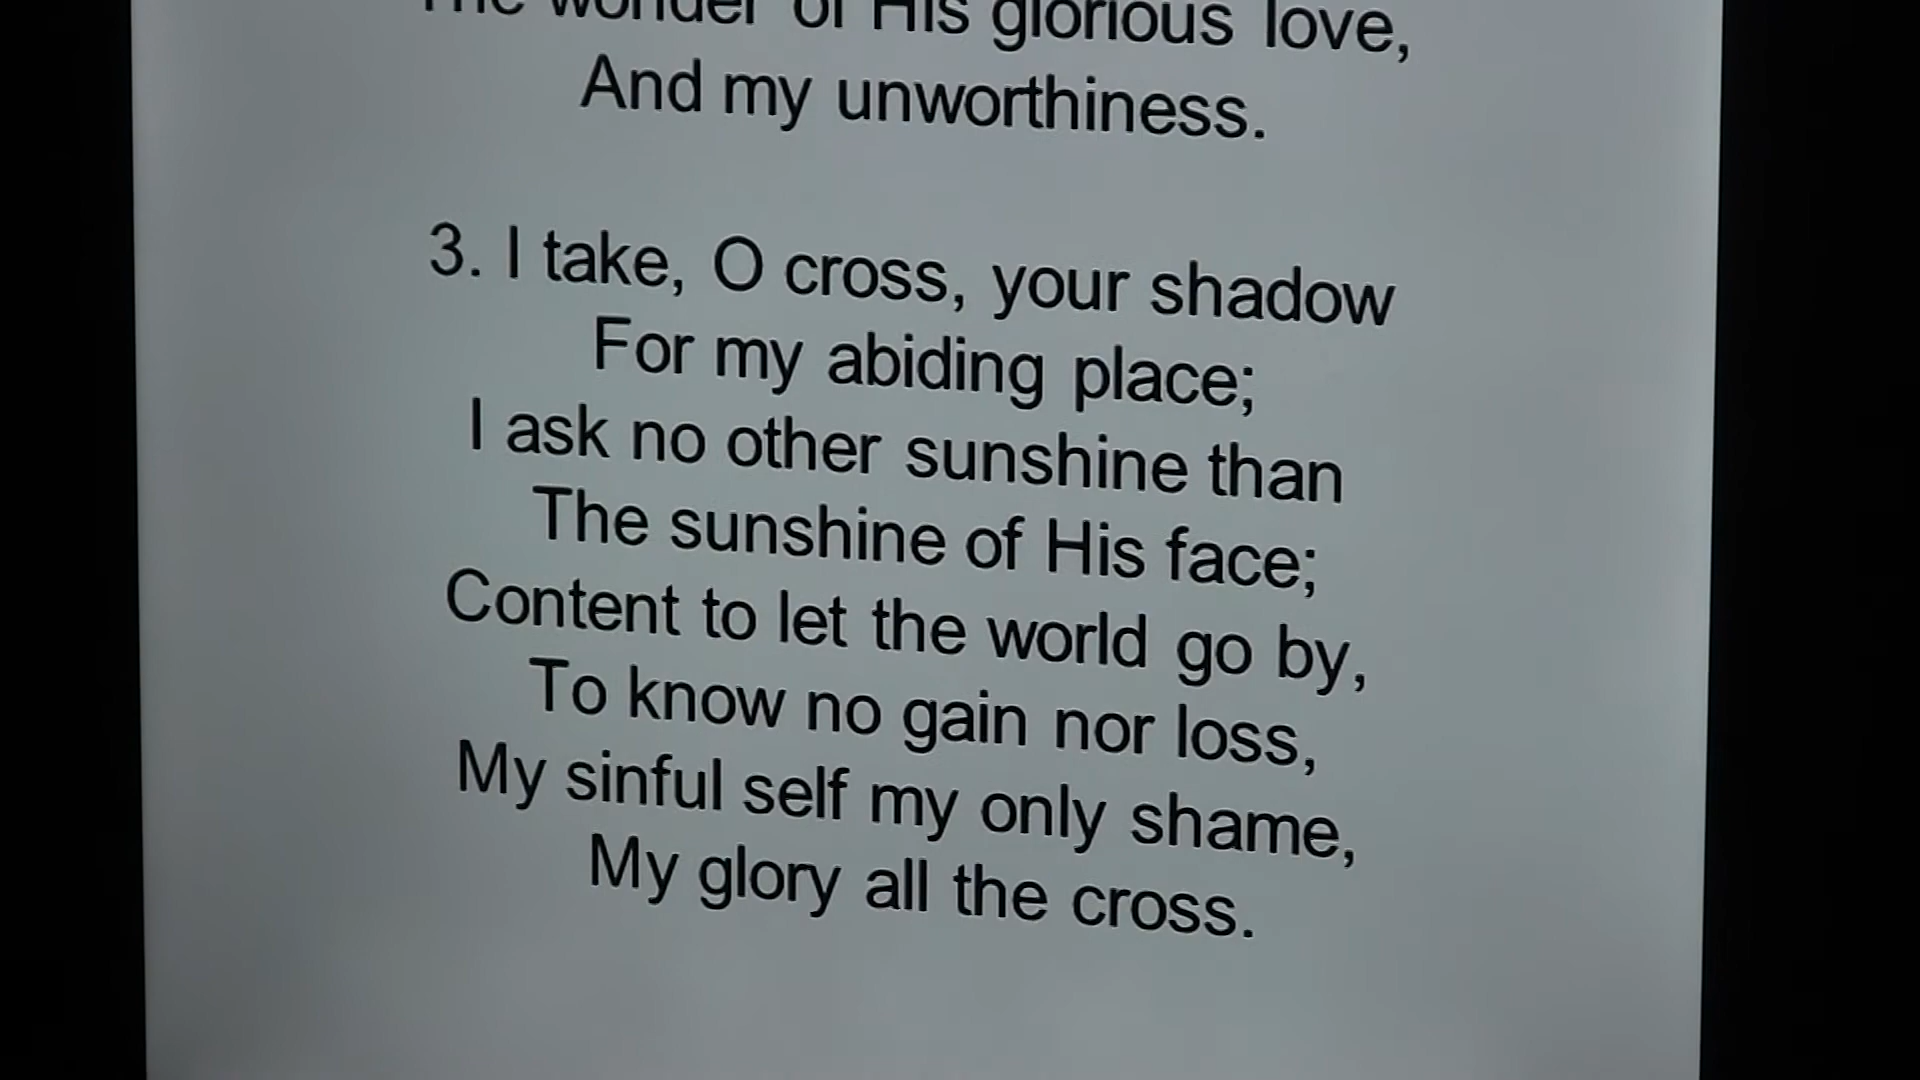 The wonder of His glorious love,
And my unworthiness.
3. I take, O cross, your shadow
For my abiding place;
I ask no other sunshine than
The sunshine of His face;
Content to let the world go by,
To know no gain nor loss,
My sinful self my only shame,
My glory all the cross.